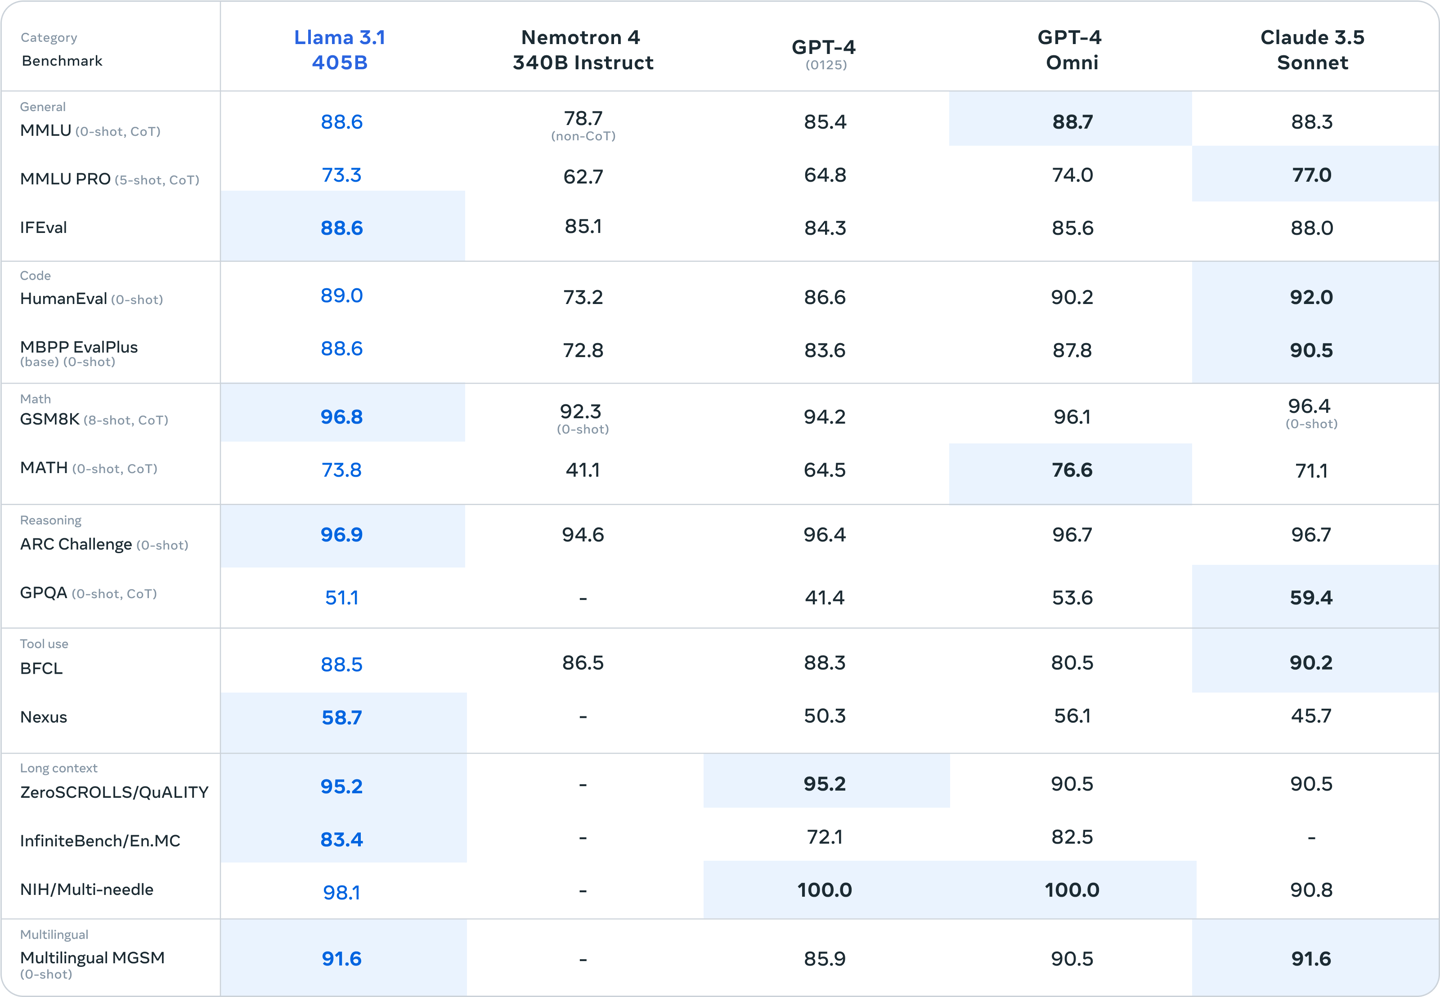 Category
Benchmark
Llama 3.1
405B
Nemotron 4
340B Instruct
GPT-4
(0125)
GPT-4
Omni
Claude 3.5
Sonnet
General
MMLU (0-shot, CoT) 88.6 78.7 85.4 88.7 88.3
(non-CoT)
MMLU PRO (5-shot, CoT) 73.3 62.7 64.8 74.0 77.0
IFEval 88.6 85.1 84.3 85.6 88.0
Code
HumanEval (0-shot) 89.0 73.2 86.6 90.2 92.0
MBPP EvalPlus 88.6 72.8 83.6 87.8 90.5
(base) (0-shot)
Math
GSM8K (8-shot, CoT) 96.8 92.3 94.2 96.1 96.4
(0-shot) (0-shot)
MATH (0-shot, CoT) 73.8 41.1 64.5 76.6 71.1
Reasoning
ARC Challenge (0-shot) 96.9 94.6 96.4 96.7 96.7
GPQA (0-shot, CoT) 51.1 - 41.4 53.6 59.4
Tool use
BFCL 88.5 86.5 88.3 80.5 90.2
Nexus 58.7 - 50.3 56.1 45.7
Long context
ZeroSCROLLS/QuALITY 95.2 - 95.2 90.5 90.5
InfiniteBench/En.MC 83.4 - 72.1 82.5 -
NIH/Multi-needle 98.1 - 100.0 100.0 90.8
Multilingual
Multilingual MGSM 91.6 - 85.9 90.5 91.6
(0-shot)